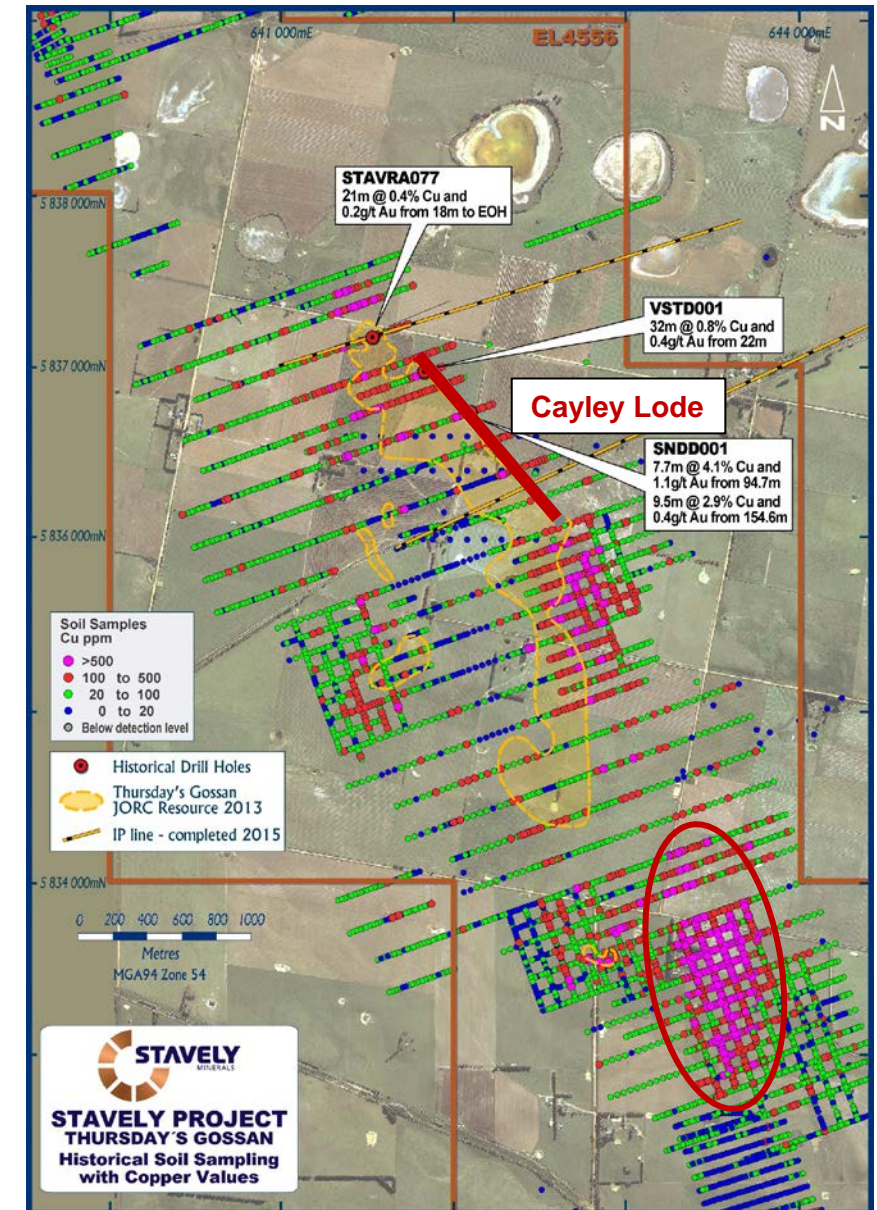 641 000mE
EL4556
644 000mE
N
STAVRA077
21m @ 0.4% Cu and
0.2g/t Au from 18m to EOH
5 838 000mN
VSTD001
32m @ 0.8% Cu and
0.4g/t Au from 22m
5 837 000mN
Cayley Lode
SNDD001
7.7m @ 4.1% Cu and
1.1g/t Au from 94.7m
9.5m @ 2.9% Cu and
0.4g/t Au from 154.6m
5 836 000mN
Soil Samples
Cu ppm
>500
100 to 500
20 to 100
0 to 20
Below detection level
Historical Drill Holes
Thursday's Gossan
JORC Resource 2013
IP line - completed 2015
5 834 000mN
0 200 400 600 800 1000
Metres
MGA94 Zone 54
STAVELY
MINERALS
STAVELY PROJECT
THURSDAY'S GOSSAN
Historical Soil Sampling
with Copper Values